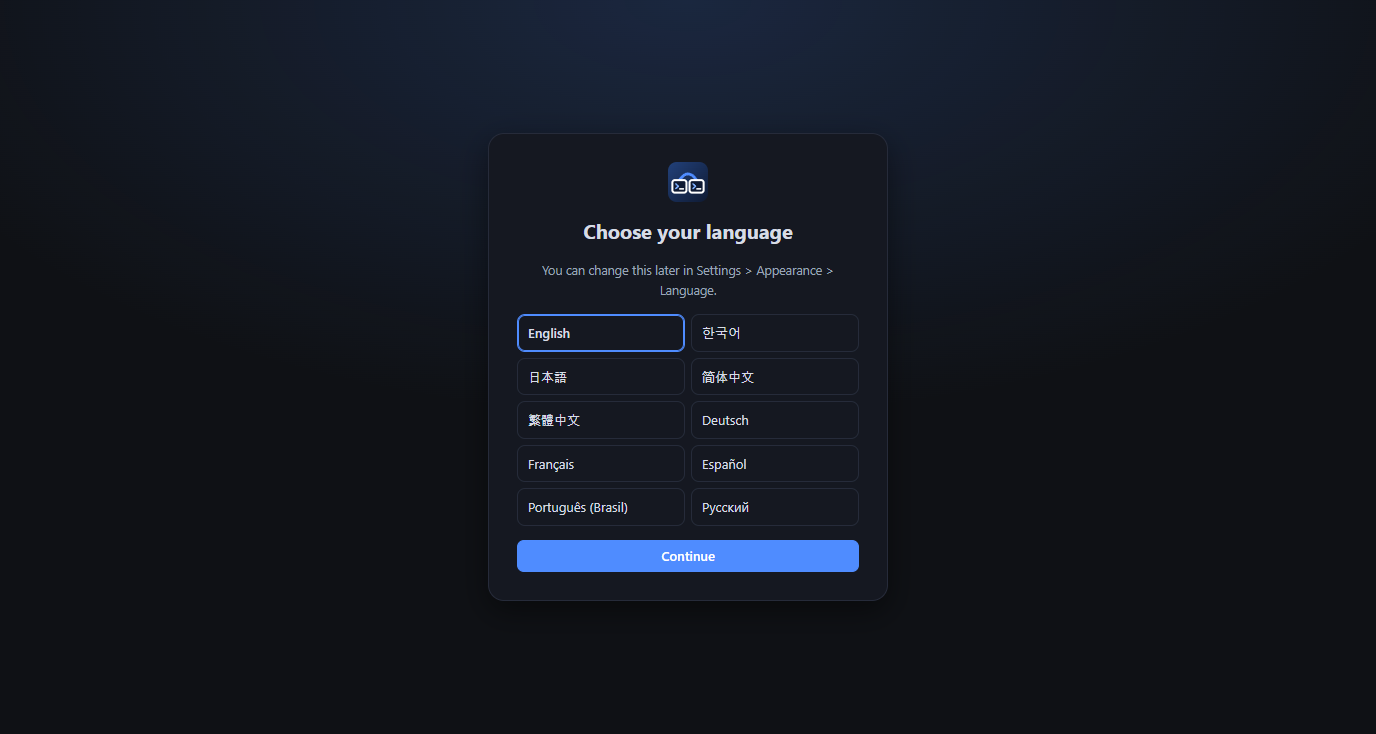 Choose your language
You can change this later in Settings > Appearance >
Language.
English
한국어
日本語
简体中文
繁體中文
Deutsch
Français
Español
Português (Brasil)
Русский
Continue